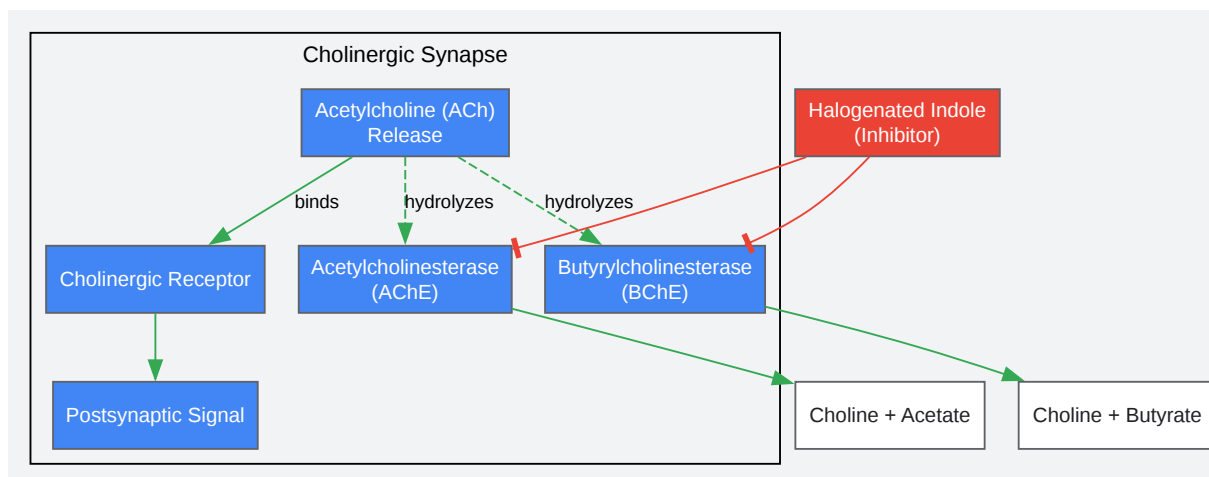 Cholinergic Synapse
Acetylcholine (ACh)
Release
Halogenated Indole
(Inhibitor)
binds
hydrolyzes
hydrolyzes
Cholinergic Receptor
Acetylcholinesterase
(AChE)
Butyrylcholinesterase
(BChE)
Postsynaptic Signal
Choline + Acetate
Choline + Butyrate